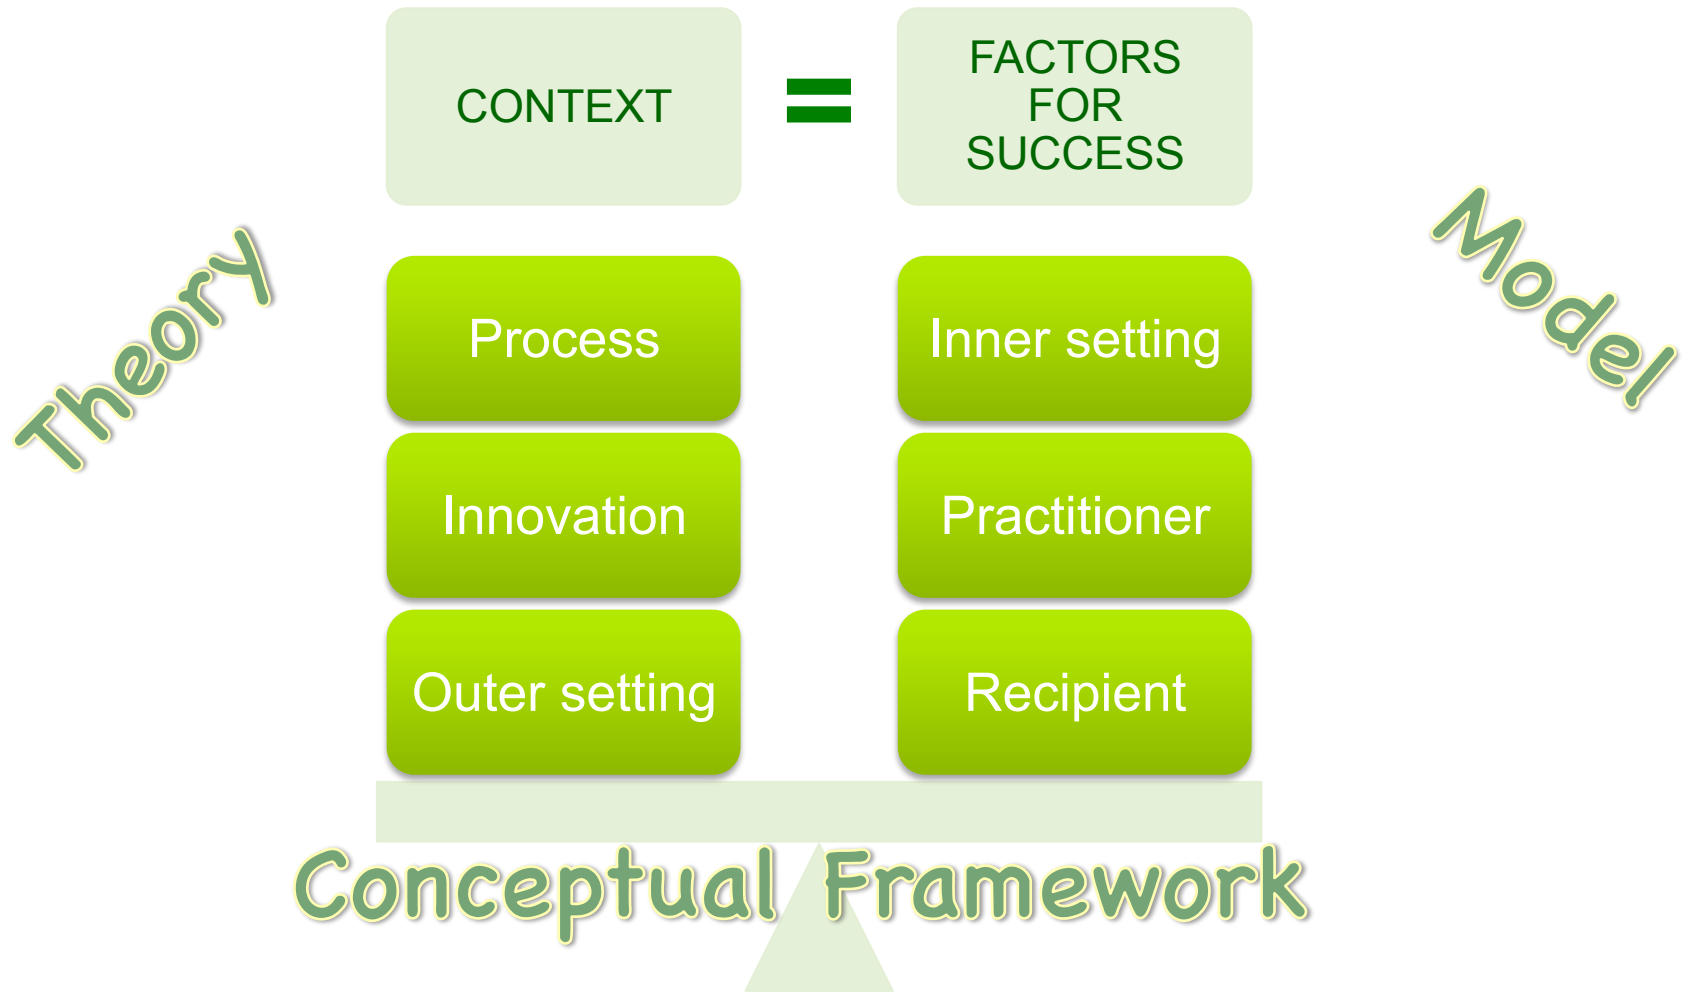 CONTEXT
=
FACTORS
FOR
SUCCESS
Theory
Model
Process
Inner setting
Innovation
Practitioner
Outer setting
Recipient
Conceptual Framework